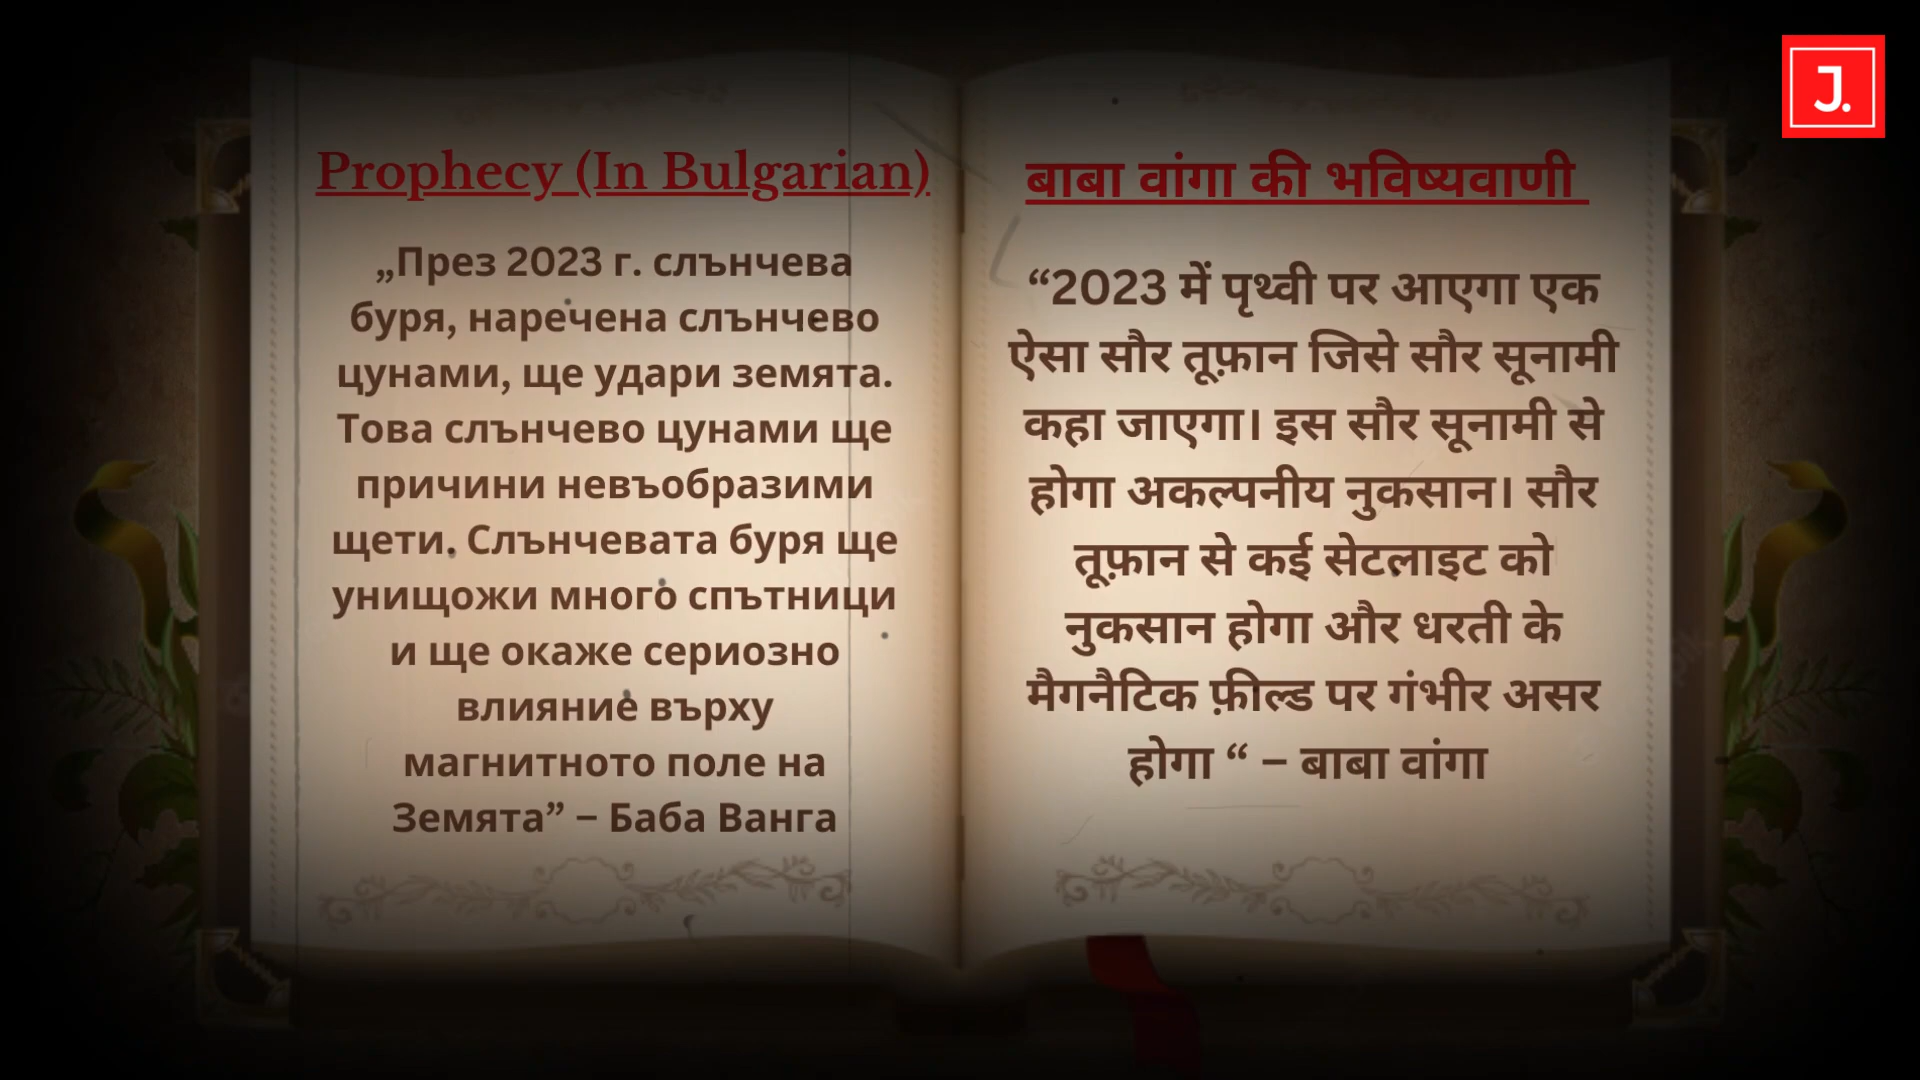 Prophecy (In Bulgarian)
„През 2023 г. слънчева
буря, наречена слънчево
цунами, ще удари земята.
Това слънчево цунами ще
причини невъобразими
щети. Слънчевата буря ще
унищожи много спътници
и ще окаже сериозно
влияние върху
магнитното поле на
Земята” – Баба Ванга
बाबा वांगा की भविष्यवाणी
“2023 में पृथ्वी पर आएगा एक
ऐसा सौर तूफ़ान जिसे सौर सूनामी
कहा जाएगा। इस सौर सूनामी से
होगा अकल्पनीय नुकसान। सौर
तूफ़ान से कई सेटलाइट को
नुकसान होगा और धरती के
मैगनैटिक फ़ील्ड पर गंभीर असर
होगा “ – बाबा वांगा
J.